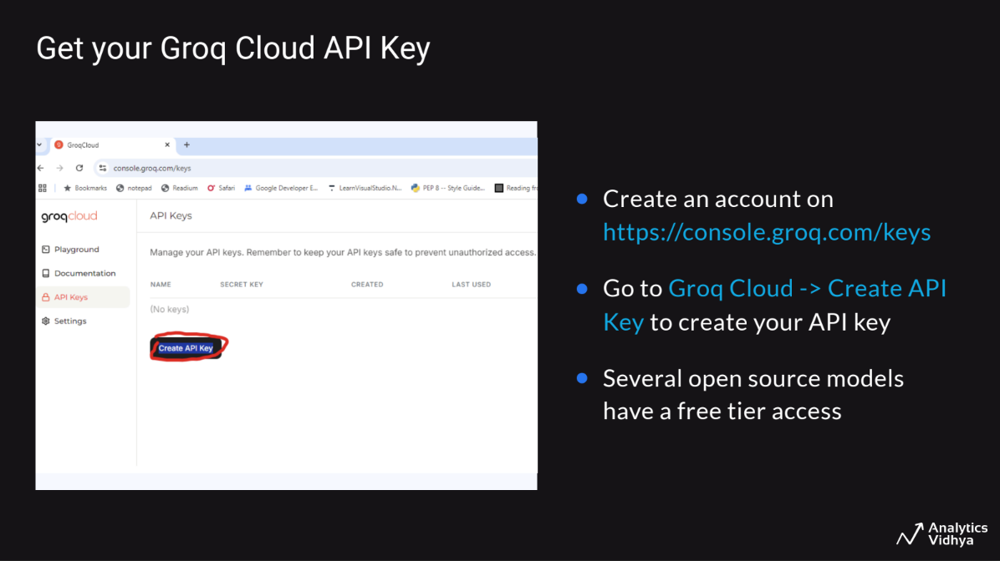 Get your Groq Cloud API Key
GroqCloud
console.groq.com/keys
Bookmarks notepad Readium Safari Google Developer E... LearnVisualStudio.N... PEP 8 -- Style Guide... Reading fr
groqcloud
API Keys
Playground
Documentation
API Keys
Settings
Manage your API keys. Remember to keep your API keys safe to prevent unauthorized access.
NAME SECRET KEY CREATED LAST USED
(No keys)
Create API Key
Create an account on
https://console.groq.com/keys
Go to Groq Cloud -> Create API
Key to create your API key
Several open source models
have a free tier access
Analytics
Vidhya